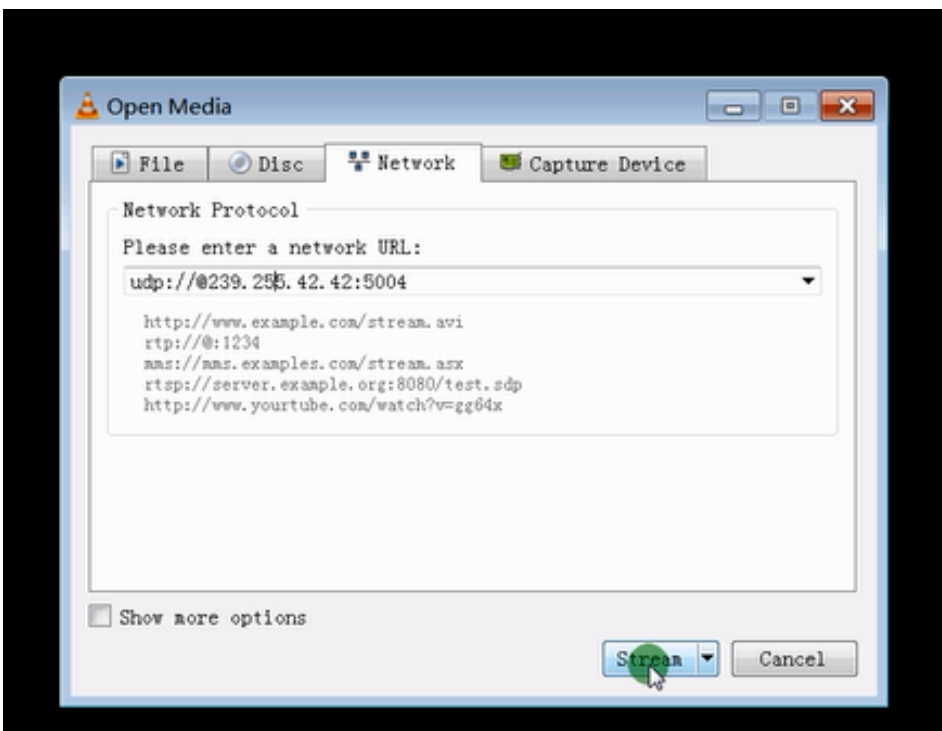 Open Media
File Disc Network Capture Device
Network Protocol
Please enter a network URL:
udp://@239.255.42.42:5004
http://www.example.com/stream.avi
rtp://@:1234
mms://mms.examples.com/stream.asx
rtsp://server.example.org:8080/test.sdp
http://www.yourtube.com/watch?v=gg64x
Show more options
Stream Cancel